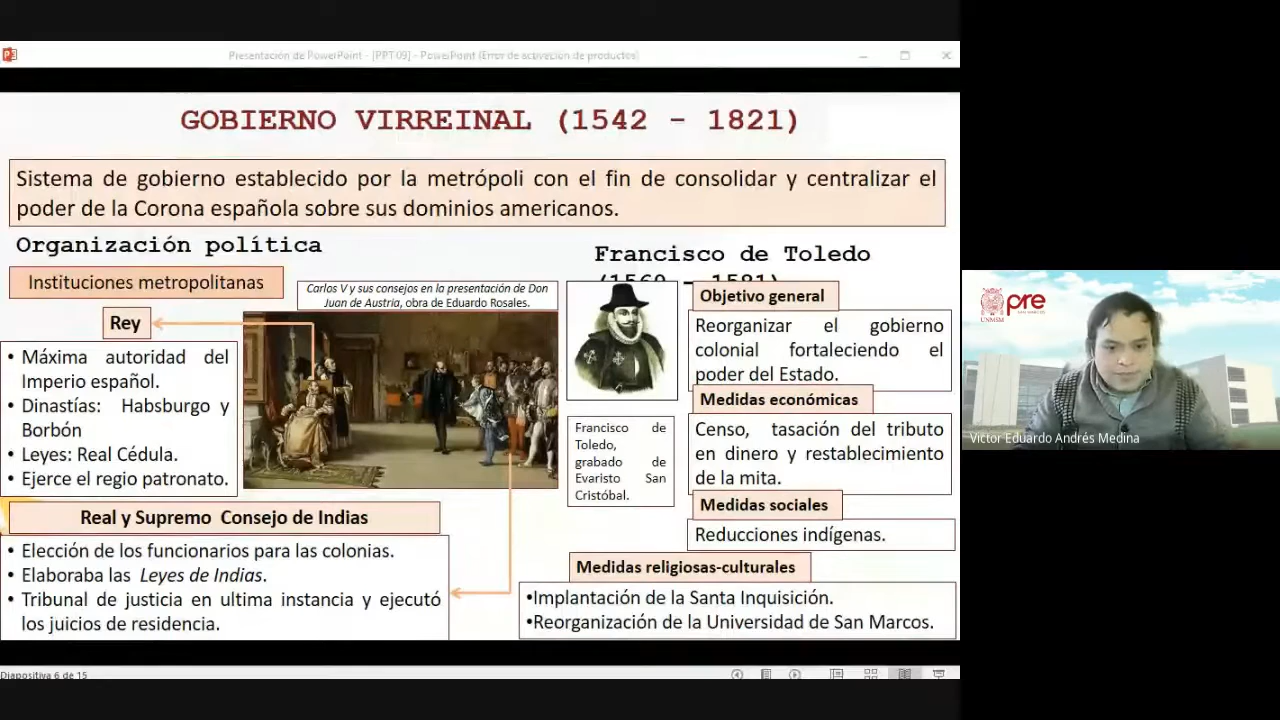 Presentación de PowerPoint - [PPT-09] - PowerPoint (Error de activación de productos)
GOBIERNO VIRREINAL (1542 - 1821)
Sistema de gobierno establecido por la metrópoli con el fin de consolidar y centralizar el
poder de la Corona española sobre sus dominios americanos.
Organización política
Instituciones metropolitanas
Carlos V y sus consejos en la presentación de Don
Juan de Austria, obra de Eduardo Rosales.
Rey
• Máxima autoridad del
Imperio español.
• Dinastías: Habsburgo y
Borbón
• Leyes: Real Cédula.
• Ejerce el regio patronato.
Real y Supremo Consejo de Indias
• Elección de los funcionarios para las colonias.
• Elaboraba las Leyes de Indias.
• Tribunal de justicia en ultima instancia y ejecutó
los juicios de residencia.
Francisco de Toledo
(1569 – 1581)
Francisco de
Toledo,
grabado de
Evaristo San
Cristóbal.
Objetivo general
Reorganizar el gobierno
colonial fortaleciendo el
poder del Estado.
Medidas económicas
Censo, tasación del tributo
en dinero y restablecimiento
de la mita.
Medidas sociales
Reducciones indígenas.
Medidas religiosas-culturales
•Implantación de la Santa Inquisición.
•Reorganización de la Universidad de San Marcos.
Diapositiva 6 de 15
UNMSM
pre
SAN MARCOS
Victor Eduardo Andrés Medina